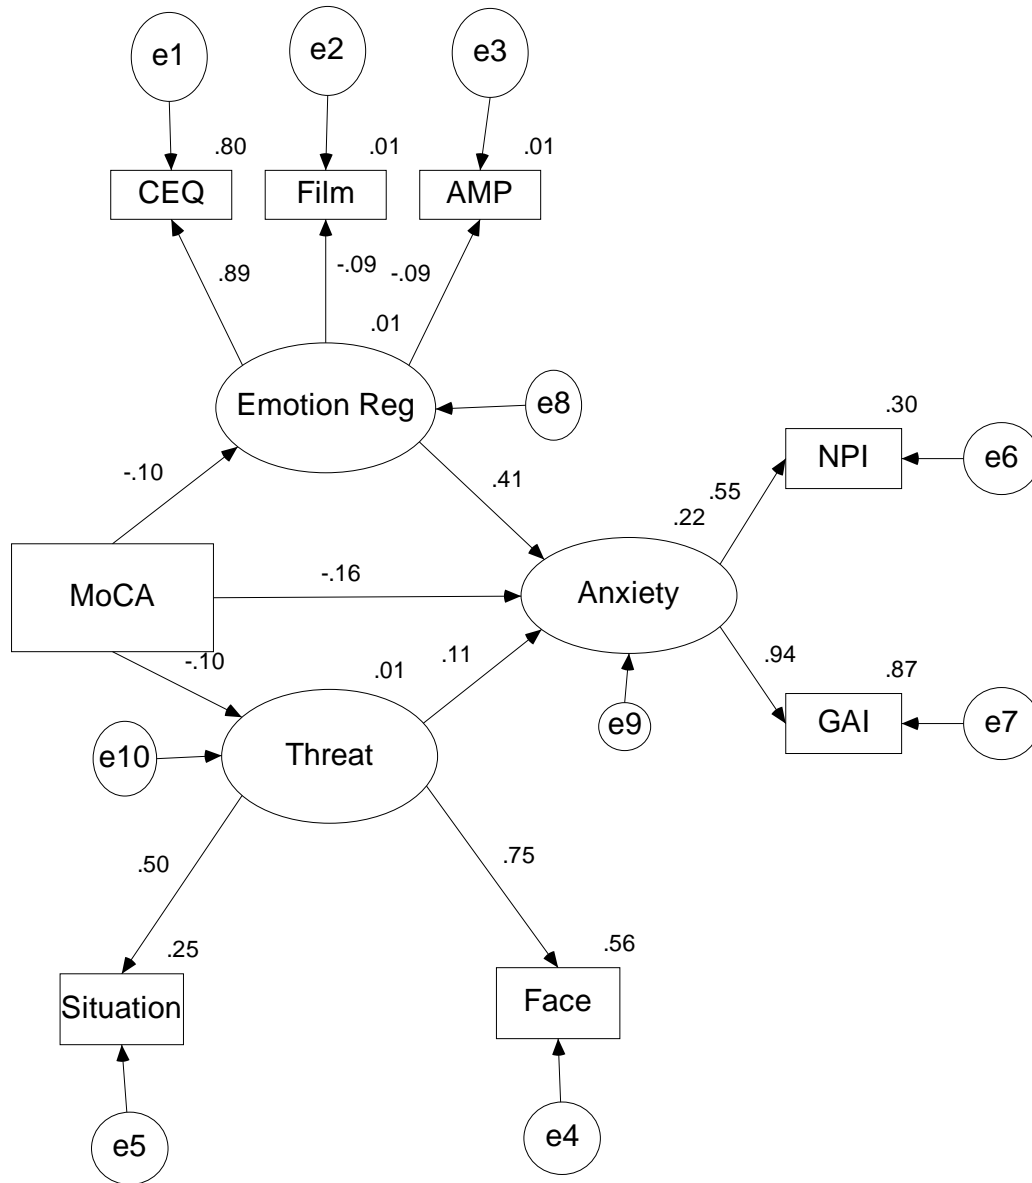 e1
e2
e3
.80
.01
.01
CEQ
Film
AMP
.89
-.09
-.09
.01
Emotion Reg
e8
.30
NPI
e6
-.10
.41
.55
.22
MoCA
-.16
Anxiety
-.10
.01
.11
.94
.87
e10
Threat
e9
GAI
e7
.50
.75
.25
.56
Situation
Face
e5
e4